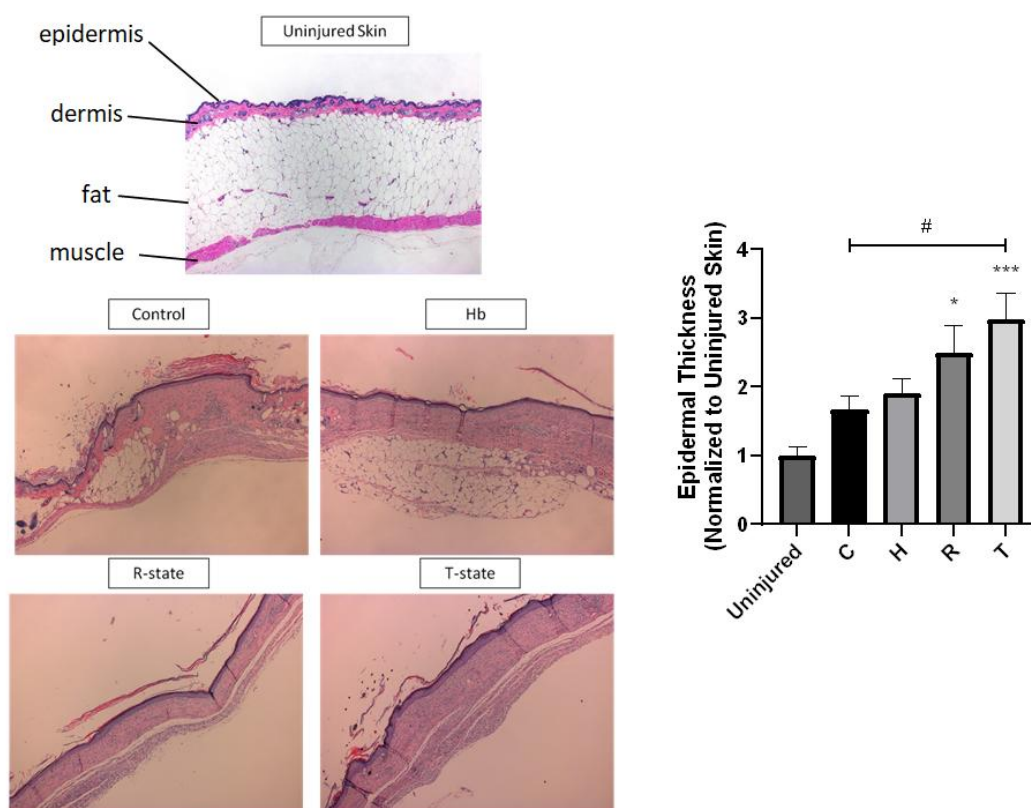 Uninjured Skin
epidermis
dermis
fat
muscle
Control
Hb
R-state
T-state
Epidermal Thickness
(Normalized to Uninjured Skin)
4
3
2
1
0
#
*
***
Uninjured
C
H
R
T